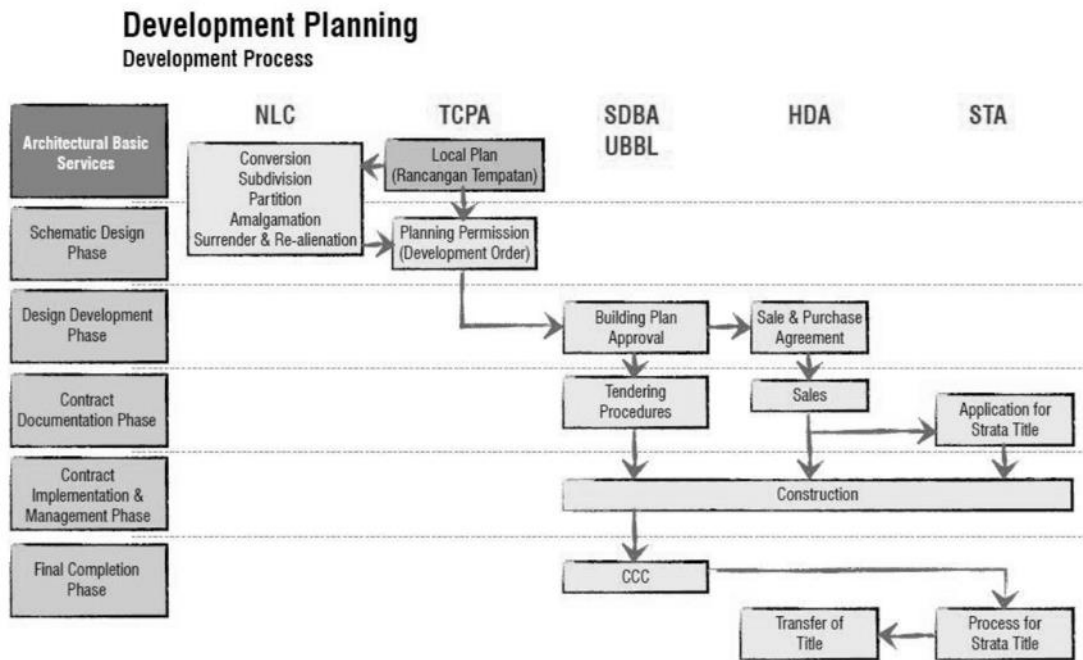 Development Planning
Development Process
NLC
TCPA
SDBA
UBBL
HDA
STA
Architectural Basic
Services
Conversion
Subdivision
Partition
Amalgamation
Surrender & Re-alienation
Local Plan
(Rancangan Tempatan)
Schematic Design
Phase
Planning Permission
(Development Order)
Design Development
Phase
Building Plan
Approval
Sale & Purchase
Agreement
Contract
Documentation Phase
Tendering
Procedures
Sales
Application for
Strata Title
Contract
Implementation &
Management Phase
Construction
Final Completion
Phase
CCC
Transfer of
Title
Process for
Strata Title